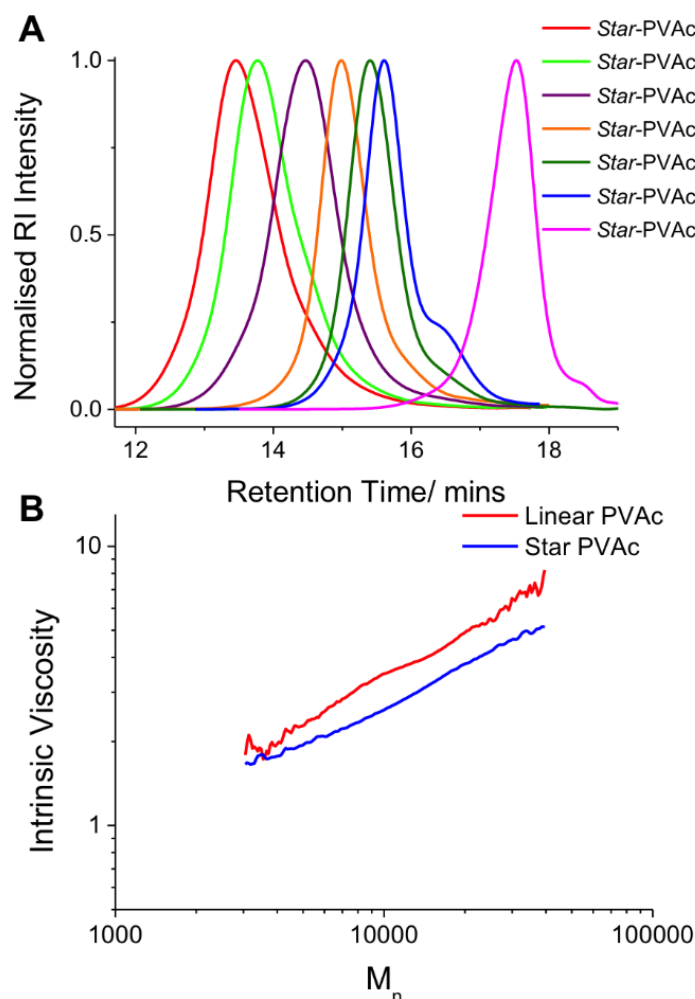 A
Star-PVAc
Star-PVAc
Star-PVAc
Star-PVAc
Star-PVAc
Star-PVAc
Star-PVAc
Normalised RI Intensity
1.0
0.5
0.0
12 14 16 18
Retention Time/ mins
B
Linear PVAc
Star PVAc
Intrinsic Viscosity
10
1
1000 10000 100000
Mn